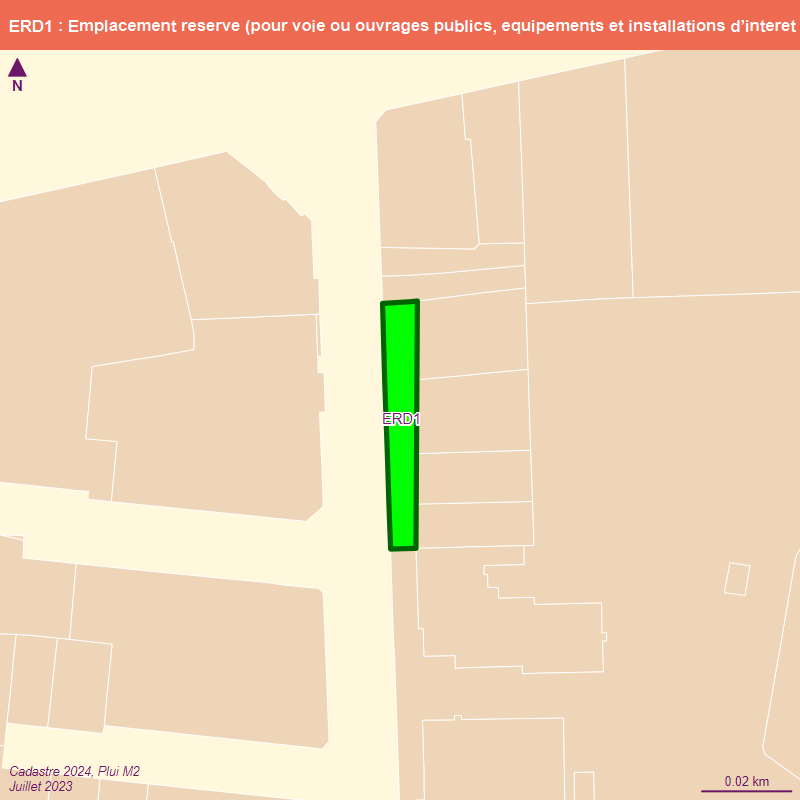 ERD1 : Emplacement reserve (pour voie ou ouvrages publics, equipements et installations d’interet
N
ERD1
Cadastre 2024, Plui M2
Juillet 2023
0.02 km